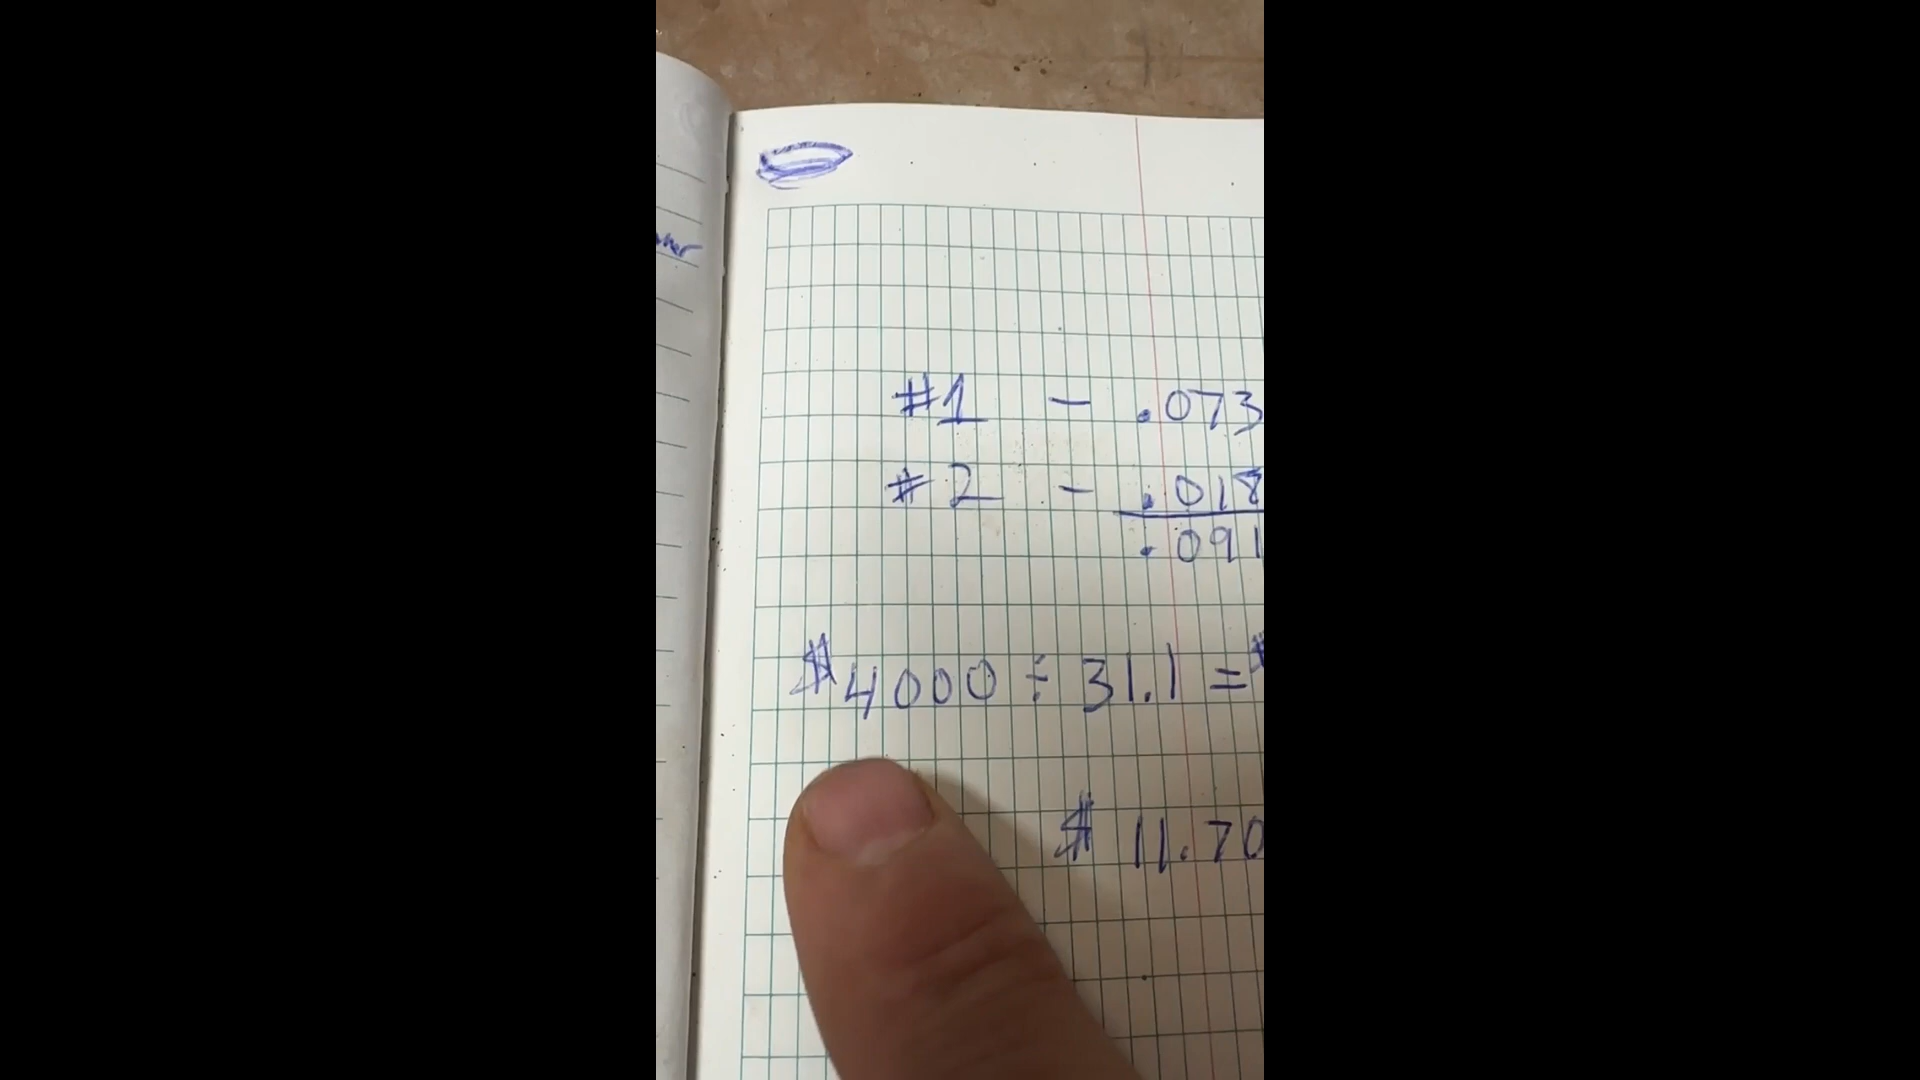 #1 - .073
#2 - .018
.091
$4000 ÷ 31.1 = $
$ 11.70